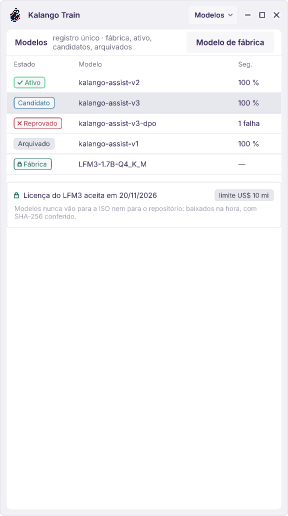 Kalango Train
Modelos
Modelos
registro único · fábrica, ativo,
candidatos, arquivados
Modelo de fábrica
Estado Modelo Seg.
Ativo kalango-assist-v2 100 %
Candidato kalango-assist-v3 100 %
Reprovado kalango-assist-v3-dpo 1 falha
Arquivado kalango-assist-v1 100 %
Fábrica LFM3-1.7B-Q4_K_M —
Licença do LFM3 aceita em 20/11/2026 limite US$ 10 mi
Modelos nunca vão para a ISO nem para o repositório: baixados na hora, com
SHA-256 conferido.